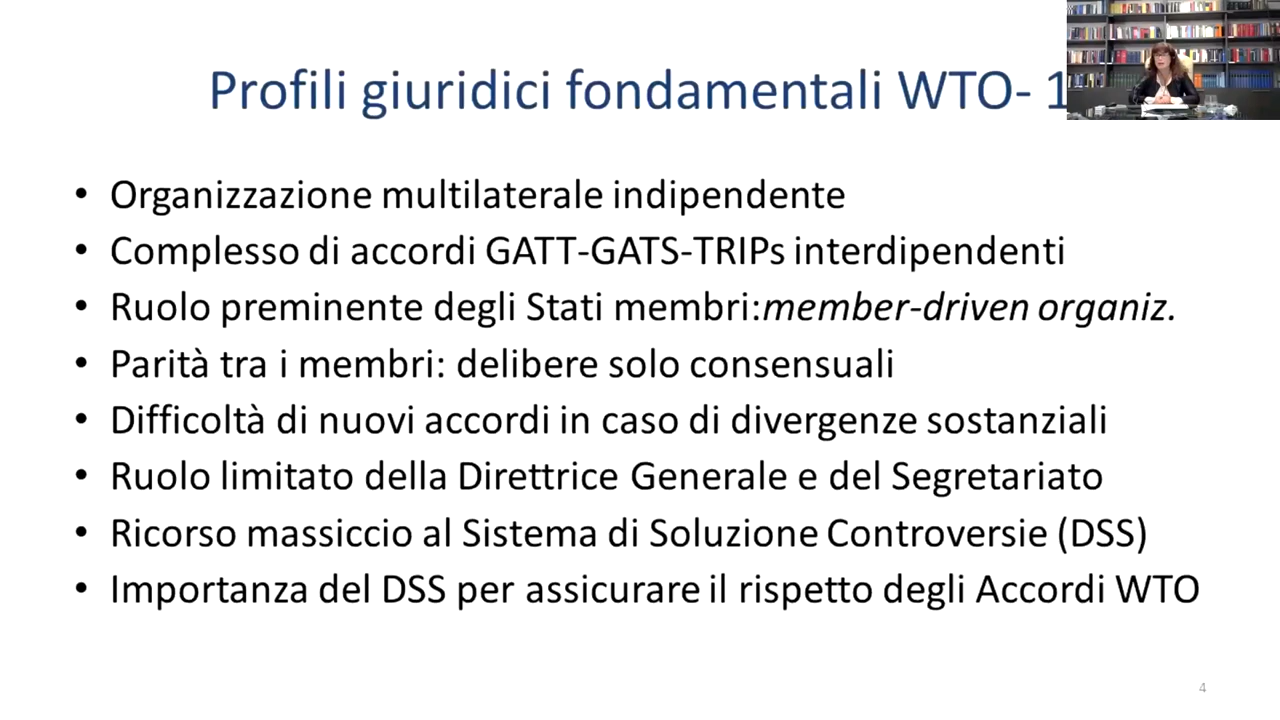 Profili giuridici fondamentali WTO- 1
• Organizzazione multilaterale indipendente
• Complesso di accordi GATT-GATS-TRIPs interdipendenti
• Ruolo preminente degli Stati membri:member-driven organiz.
• Parità tra i membri: delibere solo consensuali
• Difficoltà di nuovi accordi in caso di divergenze sostanziali
• Ruolo limitato della Direttrice Generale e del Segretariato
• Ricorso massiccio al Sistema di Soluzione Controversie (DSS)
• Importanza del DSS per assicurare il rispetto degli Accordi WTO
4